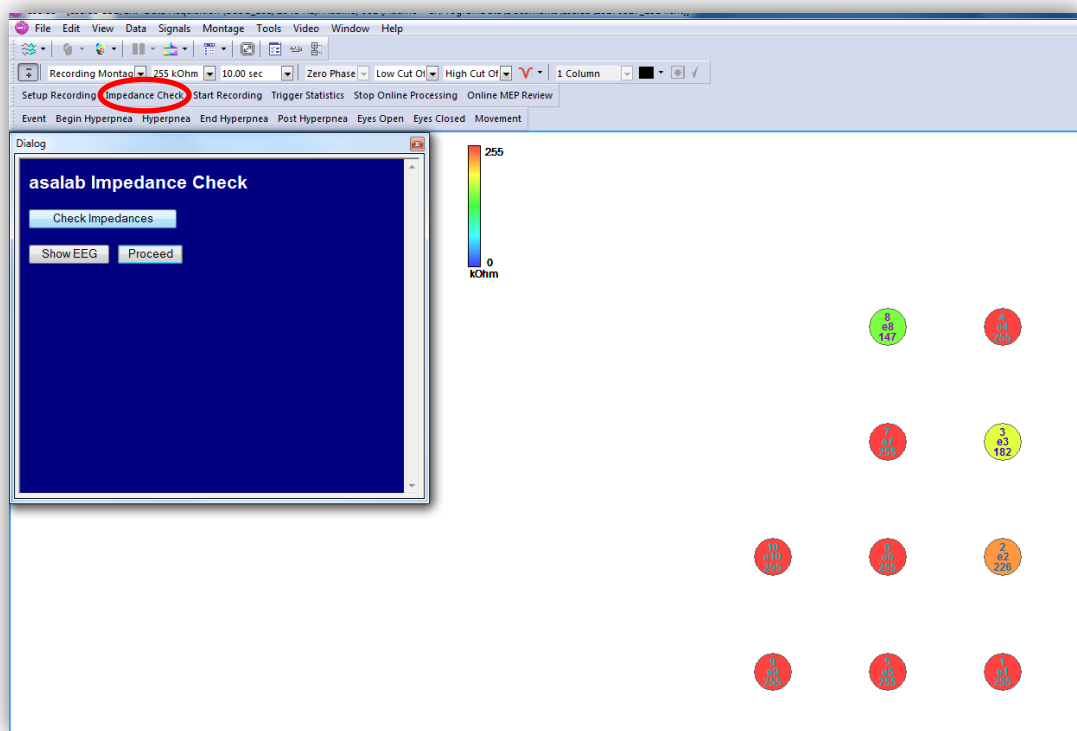 File Edit View Data Signals Montage Tools Video Window Help
Recording Montag 255 kOhm 10.00 sec Zero Phase Low Cut Of High Cut Of 1 Column
Setup Recording Impedance Check Start Recording Trigger Statistics Stop Online Processing Online MEP Review
Event Begin Hyperpnea Hyperpnea End Hyperpnea Post Hyperpnea Eyes Open Eyes Closed Movement
Dialog
asalab Impedance Check
Check Impedances
Show EEG Proceed
255
0
kOhm
8
e8
147
4
e4
255
7
e7
255
3
e3
182
10
e10
255
6
e6
255
2
e2
226
9
e9
255
5
e5
255
1
e1
255